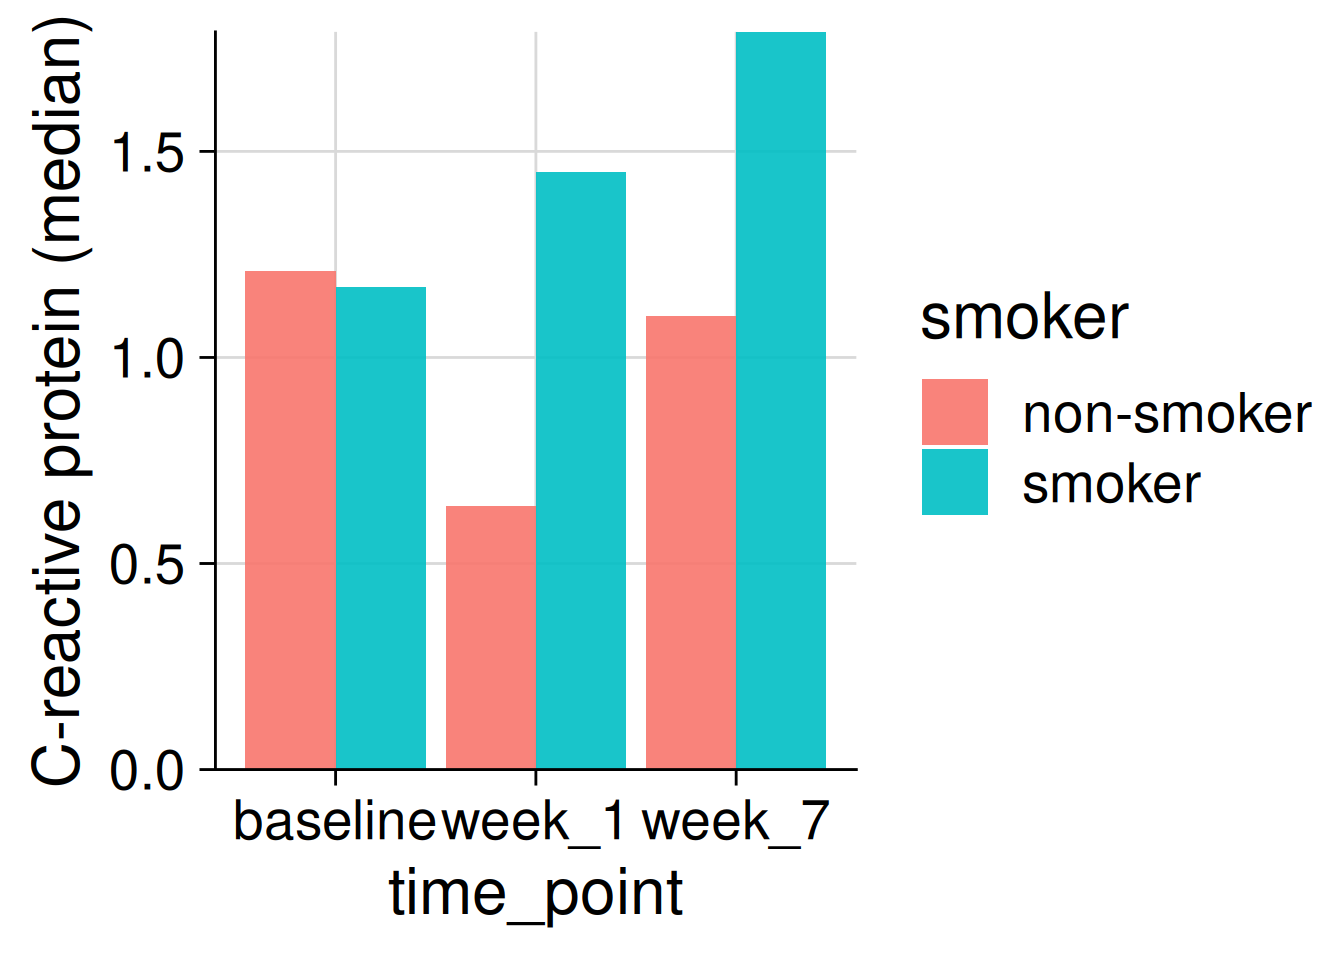 C-reactive protein (median)
1.5
1.0
0.5
0.0
baseline week_1 week_7
time_point
smoker
non-smoker
smoker